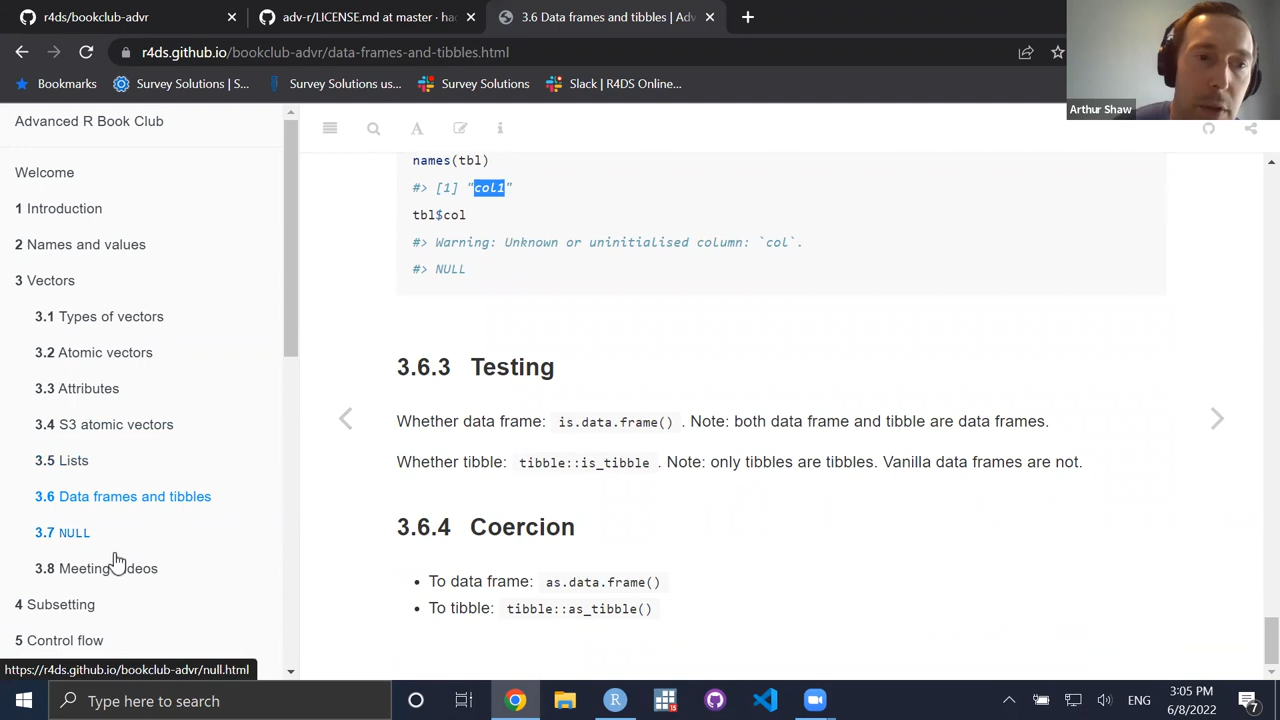 r4ds/bookclub-advr
adv-r/LICENSE.md at master · hac
3.6 Data frames and tibbles | Adv
r4ds.github.io/bookclub-advr/data-frames-and-tibbles.html
Bookmarks
Survey Solutions | S...
Survey Solutions us...
Survey Solutions
Slack | R4DS Online...
Arthur Shaw
Advanced R Book Club
Welcome
1 Introduction
2 Names and values
3 Vectors
3.1 Types of vectors
3.2 Atomic vectors
3.3 Attributes
3.4 S3 atomic vectors
3.5 Lists
3.6 Data frames and tibbles
3.7 NULL
3.8 Meeting videos
4 Subsetting
5 Control flow
https://r4ds.github.io/bookclub-advr/null.html
names(tbl)
#> [1] "col1"
tbl$col
#> Warning: Unknown or uninitialised column: `col`.
#> NULL
3.6.3 Testing
Whether data frame: is.data.frame() . Note: both data frame and tibble are data frames.
Whether tibble: tibble::is_tibble . Note: only tibbles are tibbles. Vanilla data frames are not.
3.6.4 Coercion
• To data frame: as.data.frame()
• To tibble: tibble::as_tibble()
Type here to search
ENG
3:05 PM
6/8/2022
7